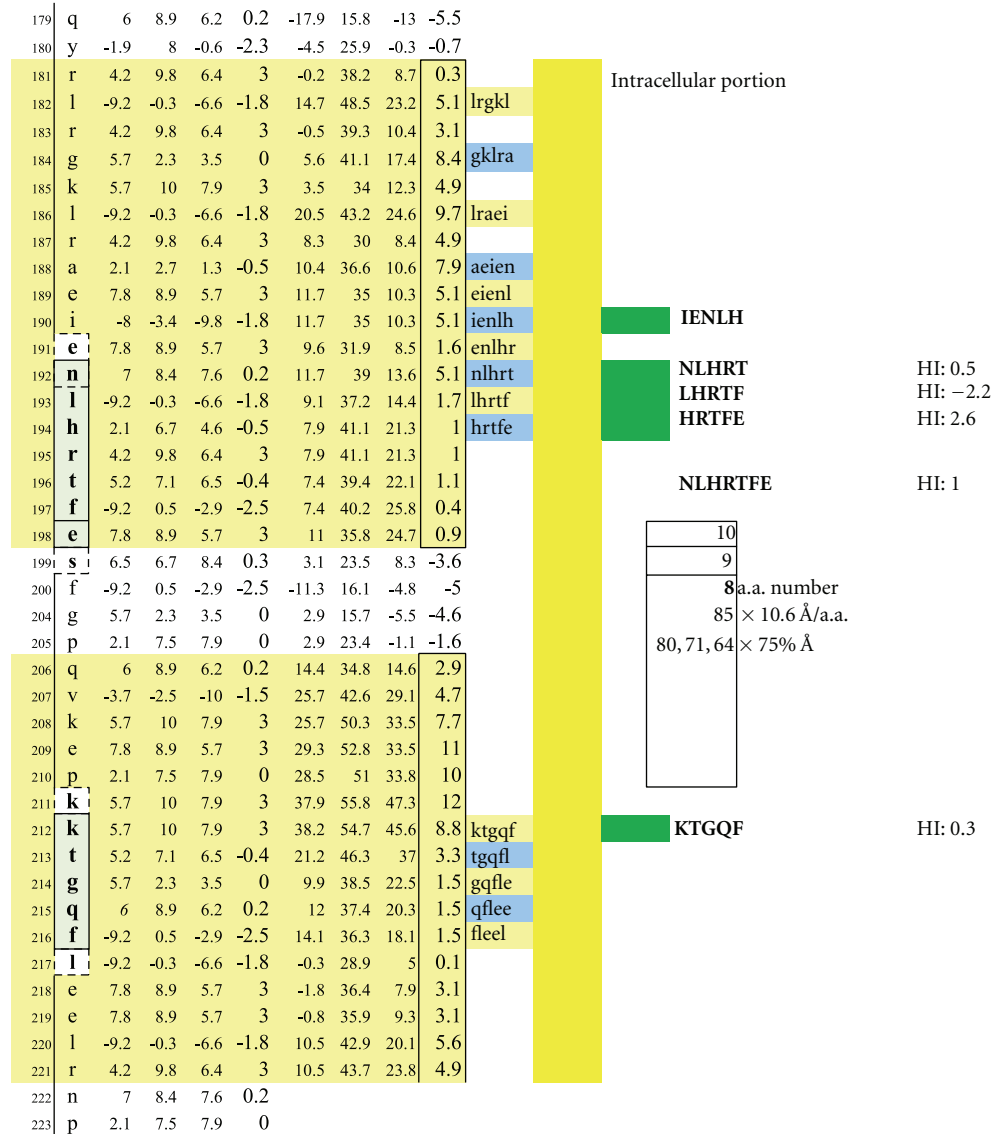 179 q 6 8.9 6.2 0.2 -17.9 15.8 -13 -5.5
180 y -1.9 8 -0.6 -2.3 -4.5 25.9 -0.3 -0.7
181 r 4.2 9.8 6.4 3 -0.2 38.2 8.7 0.3 Intracellular portion
182 l -9.2 -0.3 -6.6 -1.8 14.7 48.5 23.2 5.1 lrgkl
183 r 4.2 9.8 6.4 3 -0.5 39.3 10.4 3.1
184 g 5.7 2.3 3.5 0 5.6 41.1 17.4 8.4 gklra
185 k 5.7 10 7.9 3 3.5 34 12.3 4.9
186 l -9.2 -0.3 -6.6 -1.8 20.5 43.2 24.6 9.7 lraei
187 r 4.2 9.8 6.4 3 8.3 30 8.4 4.9
188 a 2.1 2.7 1.3 -0.5 10.4 36.6 10.6 7.9 aeien
189 e 7.8 8.9 5.7 3 11.7 35 10.3 5.1 eienl
190 i -8 -3.4 -9.8 -1.8 11.7 35 10.3 5.1 ienlh IENLH
191 e 7.8 8.9 5.7 3 9.6 31.9 8.5 1.6 enlhr
192 n 7 8.4 7.6 0.2 11.7 39 13.6 5.1 nlhrt NLHRT HI: 0.5
193 l -9.2 -0.3 -6.6 -1.8 9.1 37.2 14.4 1.7 lhrtf LHRTF HI: −2.2
194 h 2.1 6.7 4.6 -0.5 7.9 41.1 21.3 1 hrtfe HRTFE HI: 2.6
195 r 4.2 9.8 6.4 3 7.9 41.1 21.3 1
196 t 5.2 7.1 6.5 -0.4 7.4 39.4 22.1 1.1 NLHRTFE HI: 1
197 f -9.2 0.5 -2.9 -2.5 7.4 40.2 25.8 0.4
198 e 7.8 8.9 5.7 3 11 35.8 24.7 0.9 10
199 s 6.5 6.7 8.4 0.3 3.1 23.5 8.3 -3.6 9
200 f -9.2 0.5 -2.9 -2.5 -11.3 16.1 -4.8 -5 8 a.a. number
204 g 5.7 2.3 3.5 0 2.9 15.7 -5.5 -4.6 85 × 10.6 Å/a.a.
205 p 2.1 7.5 7.9 0 2.9 23.4 -1.1 -1.6 80, 71, 64 × 75% Å
206 q 6 8.9 6.2 0.2 14.4 34.8 14.6 2.9
207 v -3.7 -2.5 -10 -1.5 25.7 42.6 29.1 4.7
208 k 5.7 10 7.9 3 25.7 50.3 33.5 7.7
209 e 7.8 8.9 5.7 3 29.3 52.8 33.5 11
210 p 2.1 7.5 7.9 0 28.5 51 33.8 10
211 k 5.7 10 7.9 3 37.9 55.8 47.3 12
212 k 5.7 10 7.9 3 38.2 54.7 45.6 8.8 ktgqf KTGQF HI: 0.3
213 t 5.2 7.1 6.5 -0.4 21.2 46.3 37 3.3 tgqfl
214 g 5.7 2.3 3.5 0 9.9 38.5 22.5 1.5 gqfle
215 q 6 8.9 6.2 0.2 12 37.4 20.3 1.5 qflee
216 f -9.2 0.5 -2.9 -2.5 14.1 36.3 18.1 1.5 fleel
217 l -9.2 -0.3 -6.6 -1.8 -0.3 28.9 5 0.1
218 e 7.8 8.9 5.7 3 -1.8 36.4 7.9 3.1
219 e 7.8 8.9 5.7 3 -0.8 35.9 9.3 3.1
220 l -9.2 -0.3 -6.6 -1.8 10.5 42.9 20.1 5.6
221 r 4.2 9.8 6.4 3 10.5 43.7 23.8 4.9
222 n 7 8.4 7.6 0.2
223 p 2.1 7.5 7.9 0